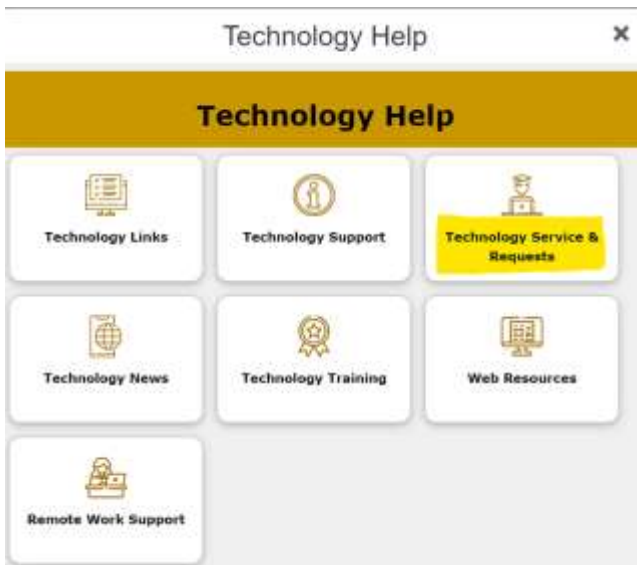 Technology Help
Technology Help
Technology Links
Technology Support
Technology Service &
Requests
Technology News
Technology Training
Web Resources
Remote Work Support